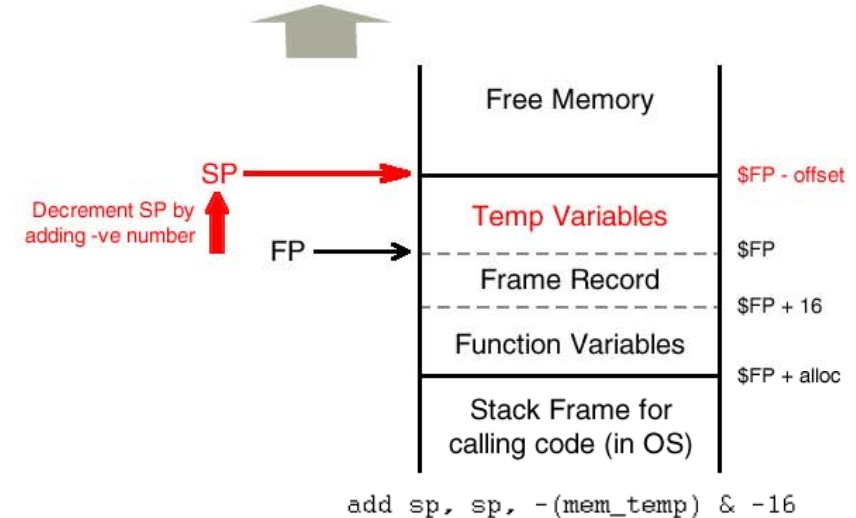 Free Memory
SP
$FP - offset
Decrement SP by
adding -ve number
Temp Variables
FP
$FP
Frame Record
$FP + 16
Function Variables
$FP + alloc
Stack Frame for
calling code (in OS)
add sp, sp, -(mem_temp) & -16